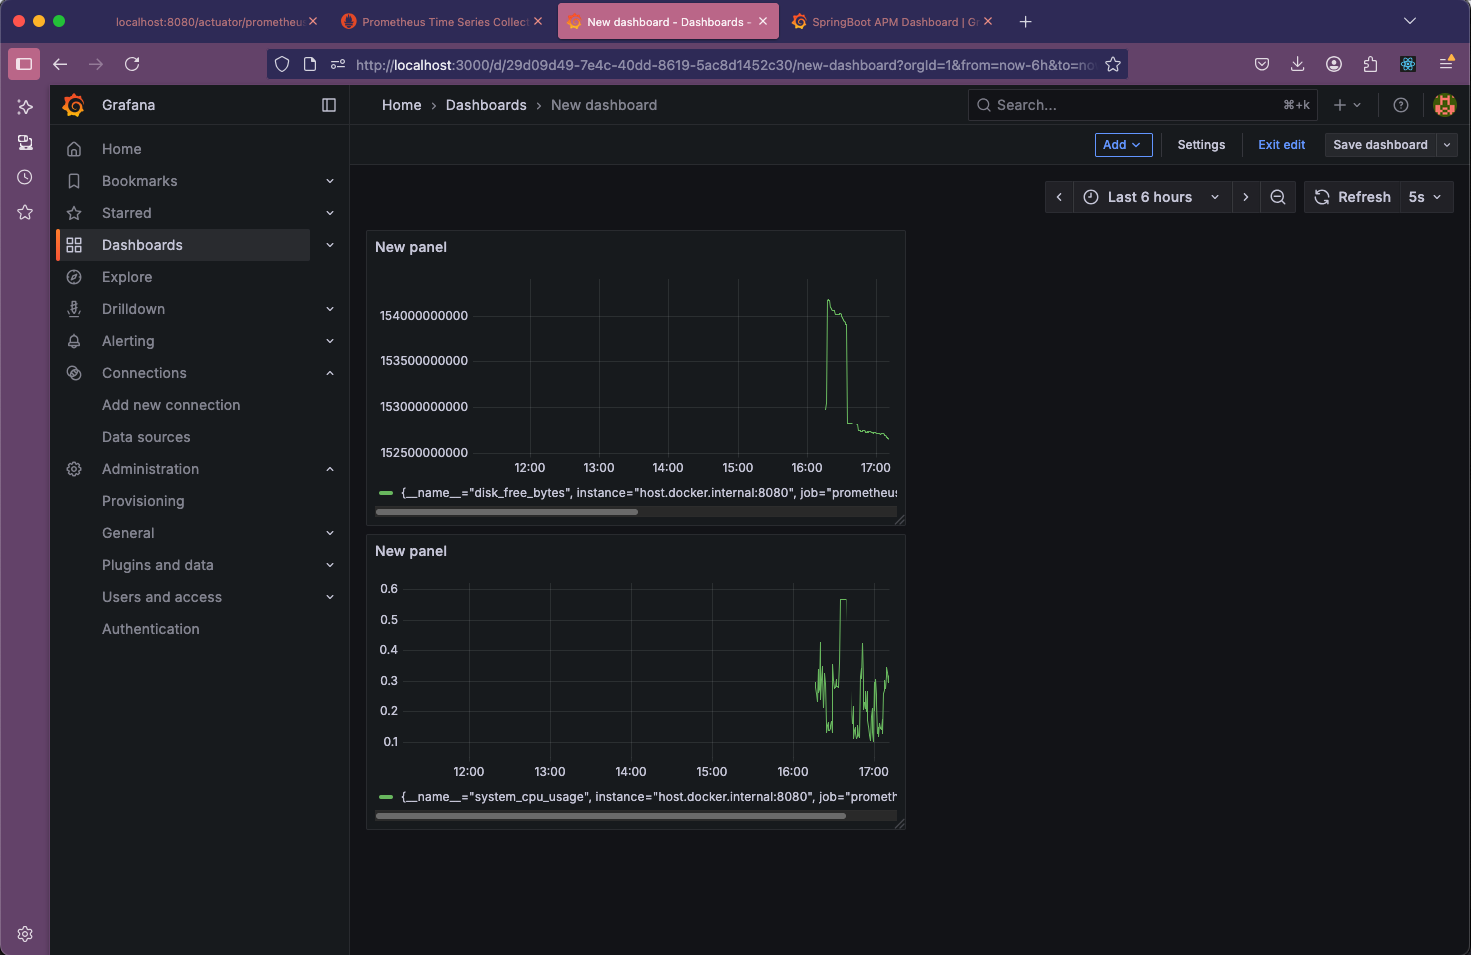 localhost:8080/actuator/prometheus
Prometheus Time Series Collect
New dashboard - Dashboards -
SpringBoot APM Dashboard | Gr
http://localhost:3000/d/29d09d49-7e4c-40dd-8619-5ac8d1452c30/new-dashboard?orgId=1&from=now-6h&to=now
Grafana
Home › Dashboards › New dashboard
Search...
⌘+k
Add
Settings
Exit edit
Save dashboard
Last 6 hours
Refresh
5s
Home
Bookmarks
Starred
Dashboards
Explore
Drilldown
Alerting
Connections
Add new connection
Data sources
Administration
Provisioning
General
Plugins and data
Users and access
Authentication
New panel
154000000000
153500000000
153000000000
152500000000
12:00 13:00 14:00 15:00 16:00 17:00
{__name__="disk_free_bytes", instance="host.docker.internal:8080", job="prometheus
New panel
0.6
0.5
0.4
0.3
0.2
0.1
12:00 13:00 14:00 15:00 16:00 17:00
{__name__="system_cpu_usage", instance="host.docker.internal:8080", job="prometh